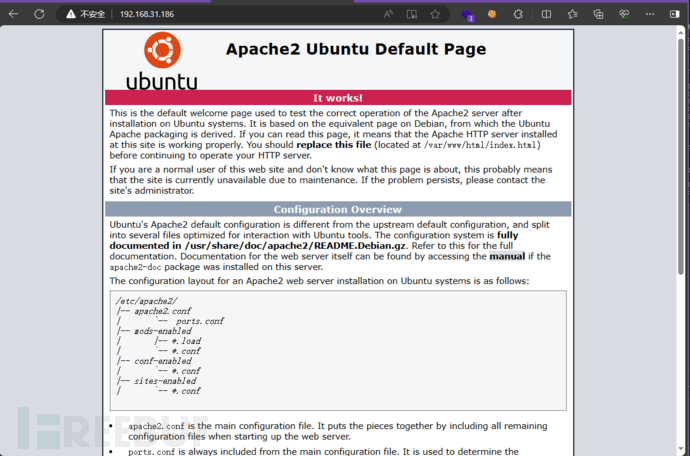 不安全 192.168.31.186
3
Apache2 Ubuntu Default Page
ubuntu
It works!
This is the default welcome page used to test the correct operation of the Apache2 server after
installation on Ubuntu systems. It is based on the equivalent page on Debian, from which the Ubuntu
Apache packaging is derived. If you can read this page, it means that the Apache HTTP server installed
at this site is working properly. You should replace this file (located at /var/www/html/index.html)
before continuing to operate your HTTP server.
If you are a normal user of this web site and don't know what this page is about, this probably means
that the site is currently unavailable due to maintenance. If the problem persists, please contact the
site's administrator.
Configuration Overview
Ubuntu's Apache2 default configuration is different from the upstream default configuration, and split
into several files optimized for interaction with Ubuntu tools. The configuration system is fully
documented in /usr/share/doc/apache2/README.Debian.gz. Refer to this for the full
documentation. Documentation for the web server itself can be found by accessing the manual if the
apache2-doc package was installed on this server.
The configuration layout for an Apache2 web server installation on Ubuntu systems is as follows:
/etc/apache2/
|-- apache2.conf
|       `--  ports.conf
|-- mods-enabled
|       |-- *.load
|       `-- *.conf
|-- conf-enabled
|       `-- *.conf
|-- sites-enabled
|       `-- *.conf
• apache2.conf is the main configuration file. It puts the pieces together by including all remaining
configuration files when starting up the web server.
• ports.conf is always included from the main configuration file. It is used to determine the
FREEBUF